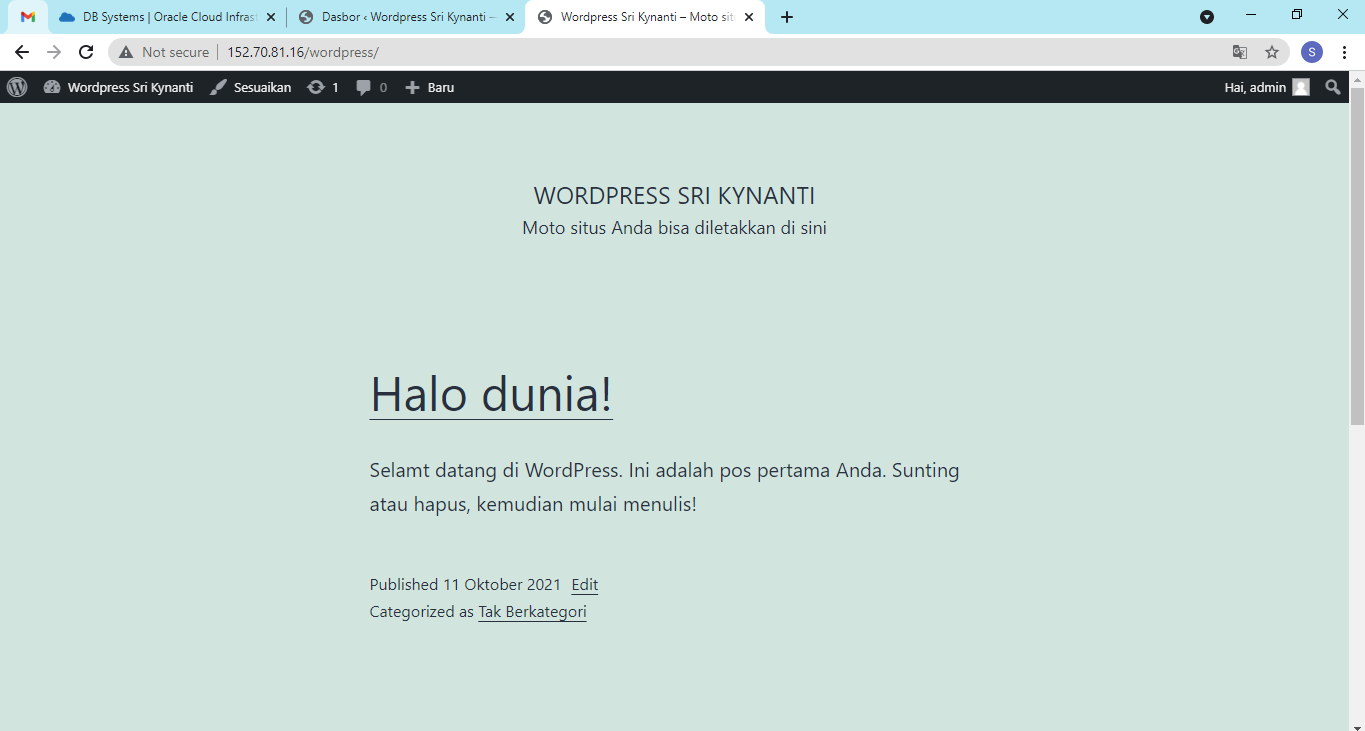 DB Systems | Oracle Cloud Infrast
Dasbor ‹ Wordpress Sri Kynanti –
Wordpress Sri Kynanti – Moto sit
Not secure
152.70.81.16/wordpress/
S
Wordpress Sri Kynanti
Sesuaikan
1
0
Baru
Hai, admin
WORDPRESS SRI KYNANTI
Moto situs Anda bisa diletakkan di sini
Halo dunia!
Selamt datang di WordPress. Ini adalah pos pertama Anda. Sunting
atau hapus, kemudian mulai menulis!
Published 11 Oktober 2021 Edit
Categorized as Tak Berkategori